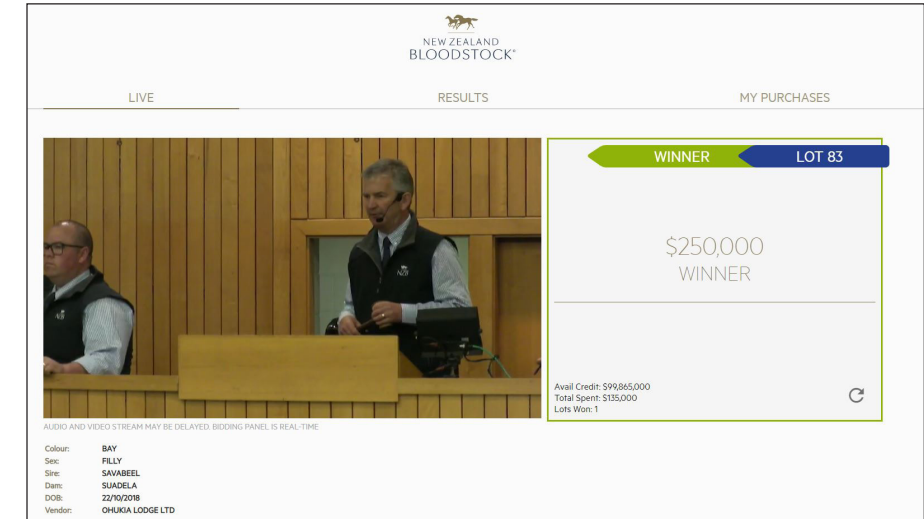 NEW ZEALAND
BLOODSTOCK®
LIVE
RESULTS
MY PURCHASES
WINNER
LOT 83
$250,000
WINNER
NZB
Avail Credit: $99,865,000
Total Spent: $135,000
Lots Won: 1
AUDIO AND VIDEO STREAM MAY BE DELAYED. BIDDING PANEL IS REAL-TIME
Colour: BAY
Sex: FILLY
Sire: SAVABEEL
Dam: SUADELA
DOB: 22/10/2018
Vendor: OHUKIA LODGE LTD